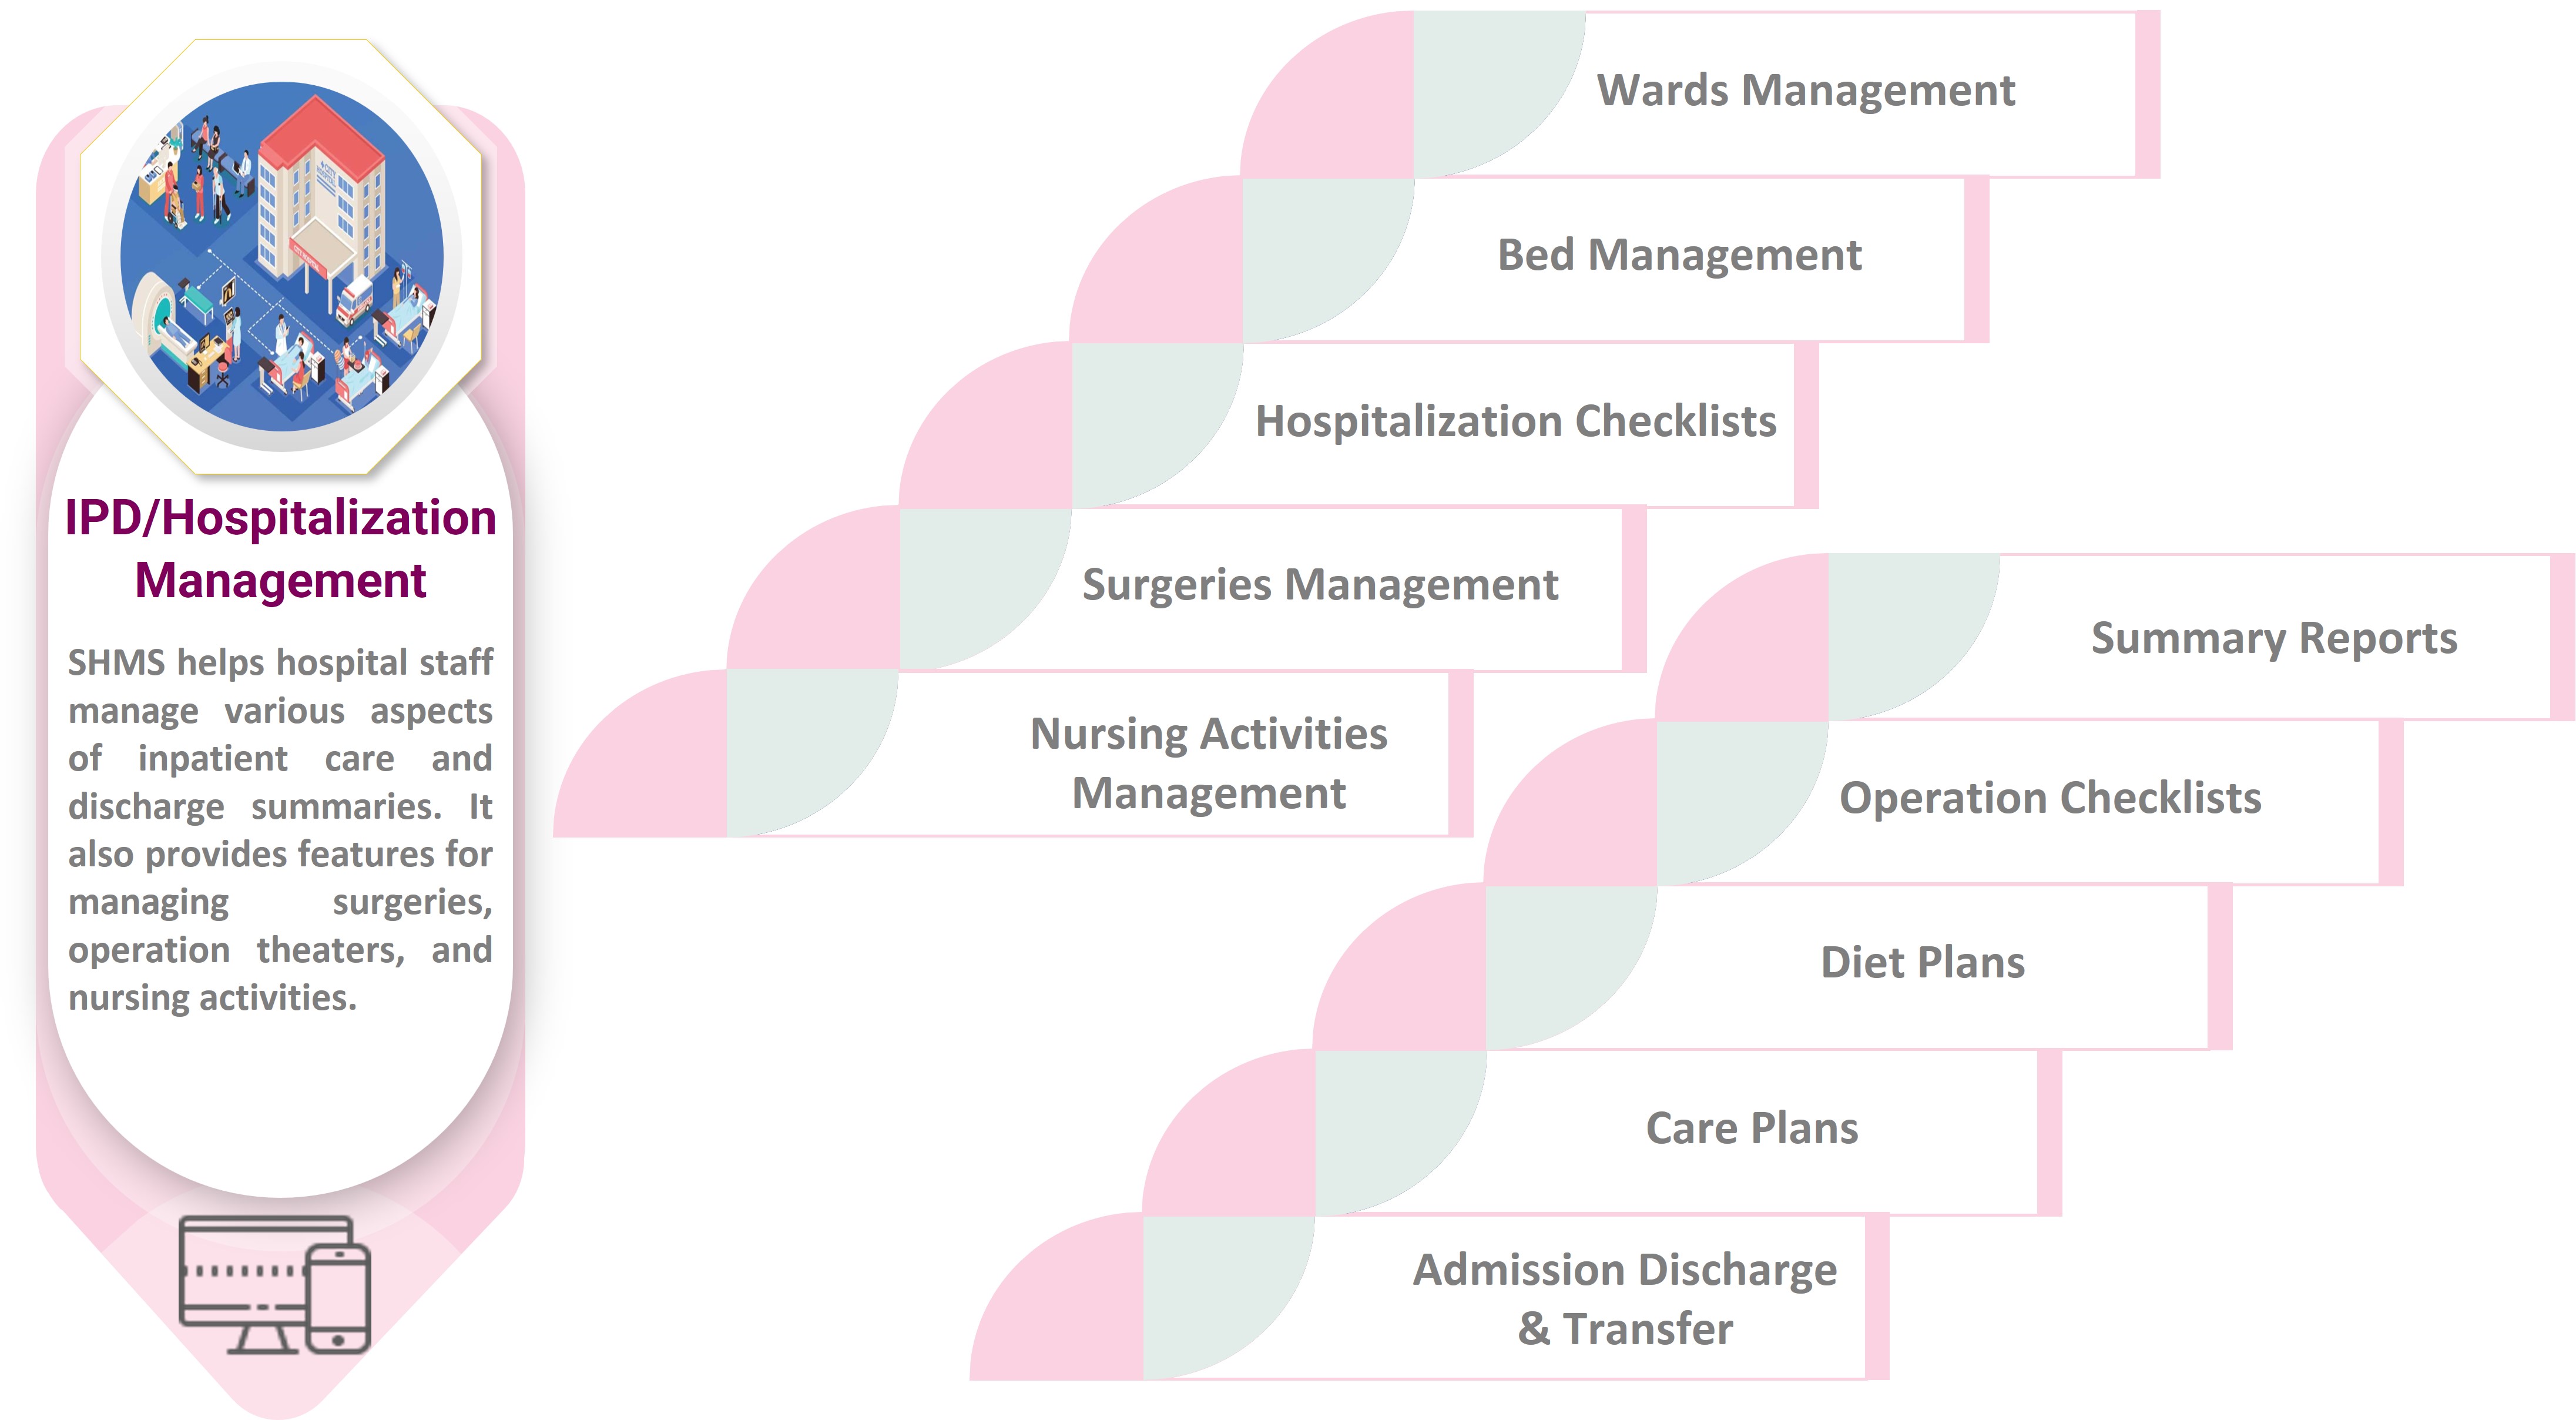 CITY
HOSPITAL
IPD/Hospitalization
Management
SHMS helps hospital staff
manage various aspects
of inpatient care and
discharge summaries. It
also provides features for
managing surgeries,
operation theaters, and
nursing activities.
Wards Management
Bed Management
Hospitalization Checklists
Surgeries Management
Nursing Activities
Management
Summary Reports
Operation Checklists
Diet Plans
Care Plans
Admission Discharge
& Transfer